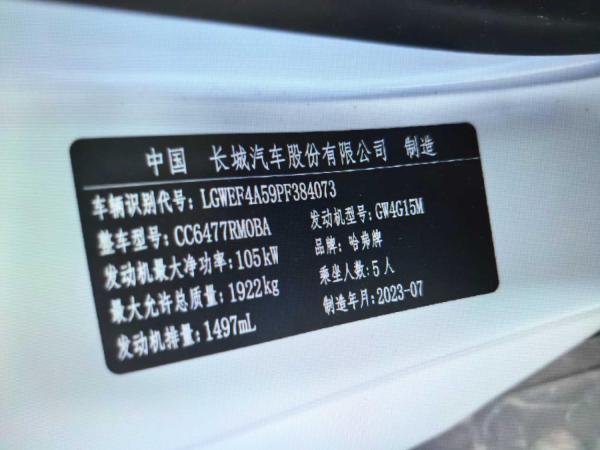 中国 长城汽车股份有限公司 制造
车辆识别代号: LGWEF4A59PF384073
整车型号: CC6477RM0BA 发动机型号: GW4G15M
发动机最大净功率: 105kW 品牌: 哈弗牌
最大允许总质量: 1922kg 乘坐人数: 5人
发动机排量: 1497mL 制造年月: 2023-07